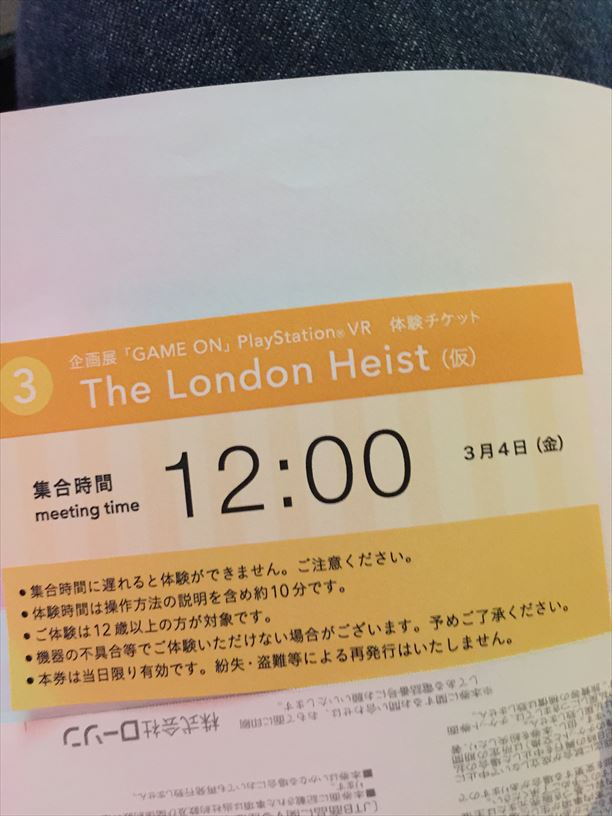 企画展「GAME ON」PlayStation®VR 体験チケット
3
The London Heist（仮）
集合時間
meeting time
12:00
3月4日（金）
●集合時間に遅れると体験ができません。ご注意ください。
●体験時間は操作方法の説明を含め約10分です。
●ご体験は12歳以上の方が対象です。
●機器の不具合等でご体験いただけない場合がございます。予めご了承ください。
●本券は当日限り有効です。紛失・盗難等による再発行はいたしません。
株式会社ローソン